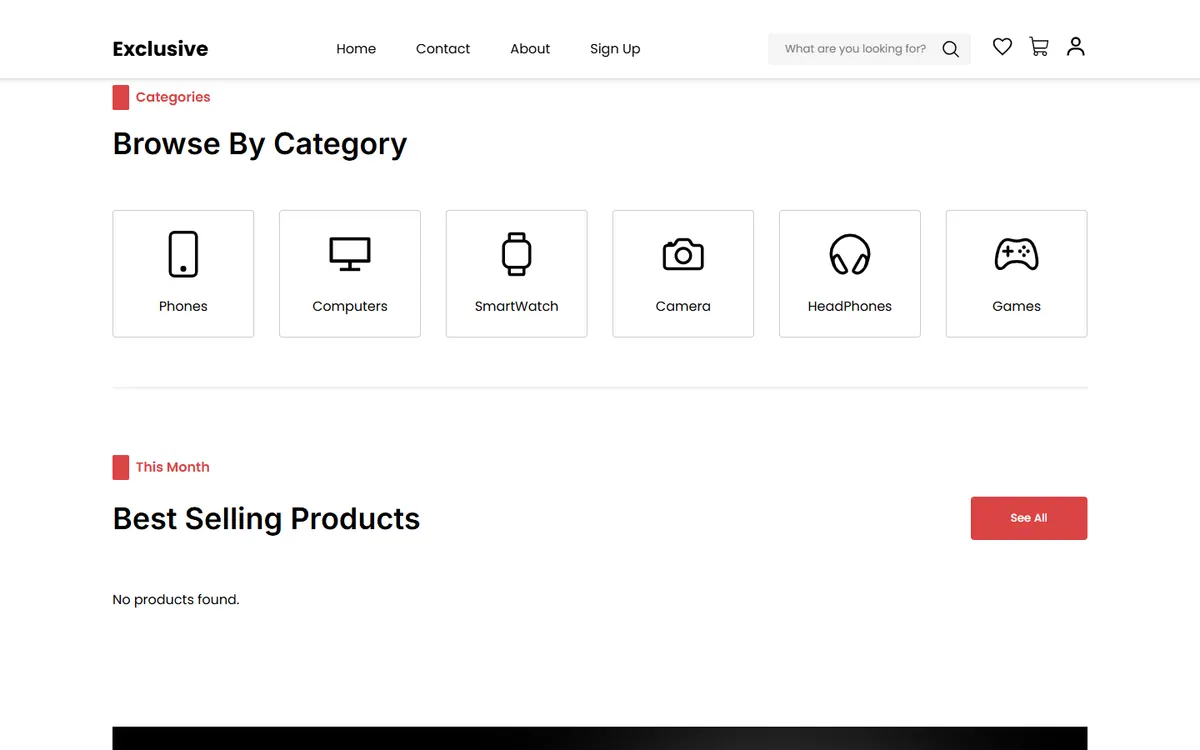 Exclusive
Home
Contact
About
Sign Up
What are you looking for?
Categories
Browse By Category
Phones
Computers
SmartWatch
Camera
HeadPhones
Games
This Month
Best Selling Products
See All
No products found.